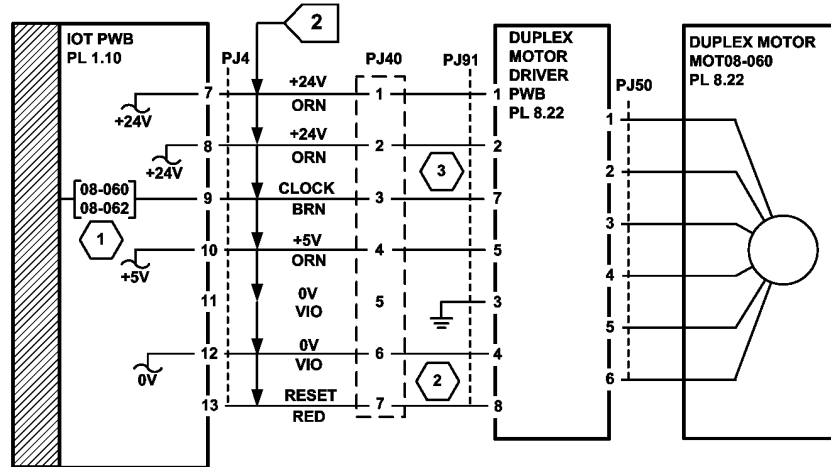 2
IOT PWB
PL 1.10
PJ4
PJ40
PJ91
DUPLEX
MOTOR
DRIVER
PWB
PL 8.22
PJ50
DUPLEX MOTOR
MOT08-060
PL 8.22
7
+24V
ORN
1
1
+24V
8
+24V
ORN
2
2
+24V
3
08-060
08-062
9
CLOCK
BRN
3
7
1
10
+5V
ORN
4
5
+5V
11
0V
VIO
5
3
12
0V
VIO
6
4
0V
2
13
RESET
RED
7
8
1
2
3
4
5
6